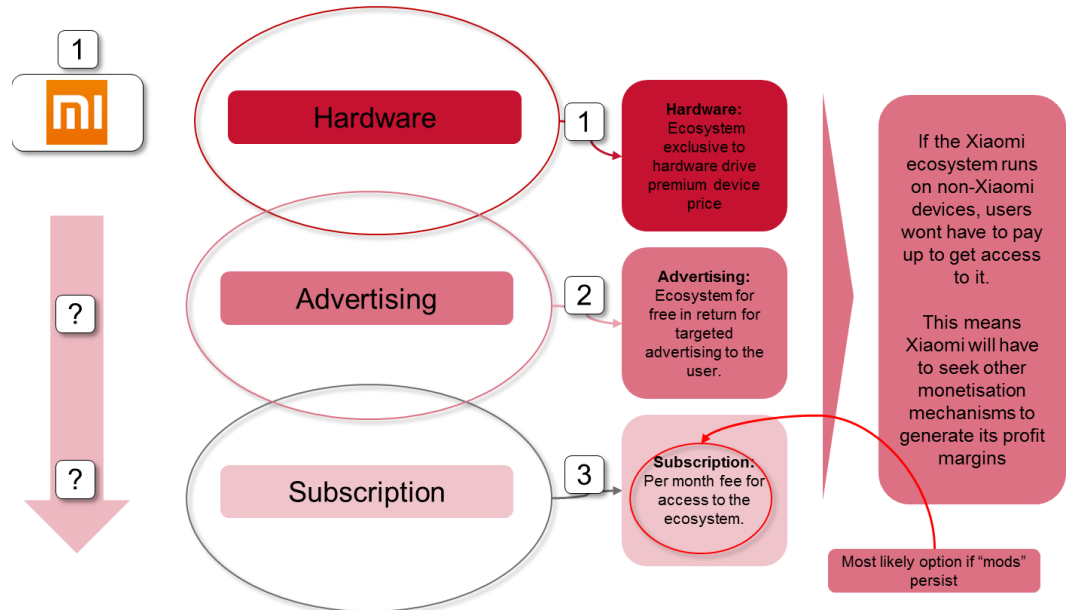 1
mi
Hardware
1
Hardware:
Ecosystem
exclusive to
hardware drive
premium device
price
If the Xiaomi
ecosystem runs
on non-Xiaomi
devices, users
wont have to pay
up to get access
to it.
This means
Xiaomi will have
to seek other
monetisation
mechanisms to
generate its profit
margins
?
Advertising
2
Advertising:
Ecosystem for
free in return for
targeted
advertising to the
user.
?
Subscription
3
Subscription:
Per month fee for
access to the
ecosystem.
Most likely option if “mods”
persist